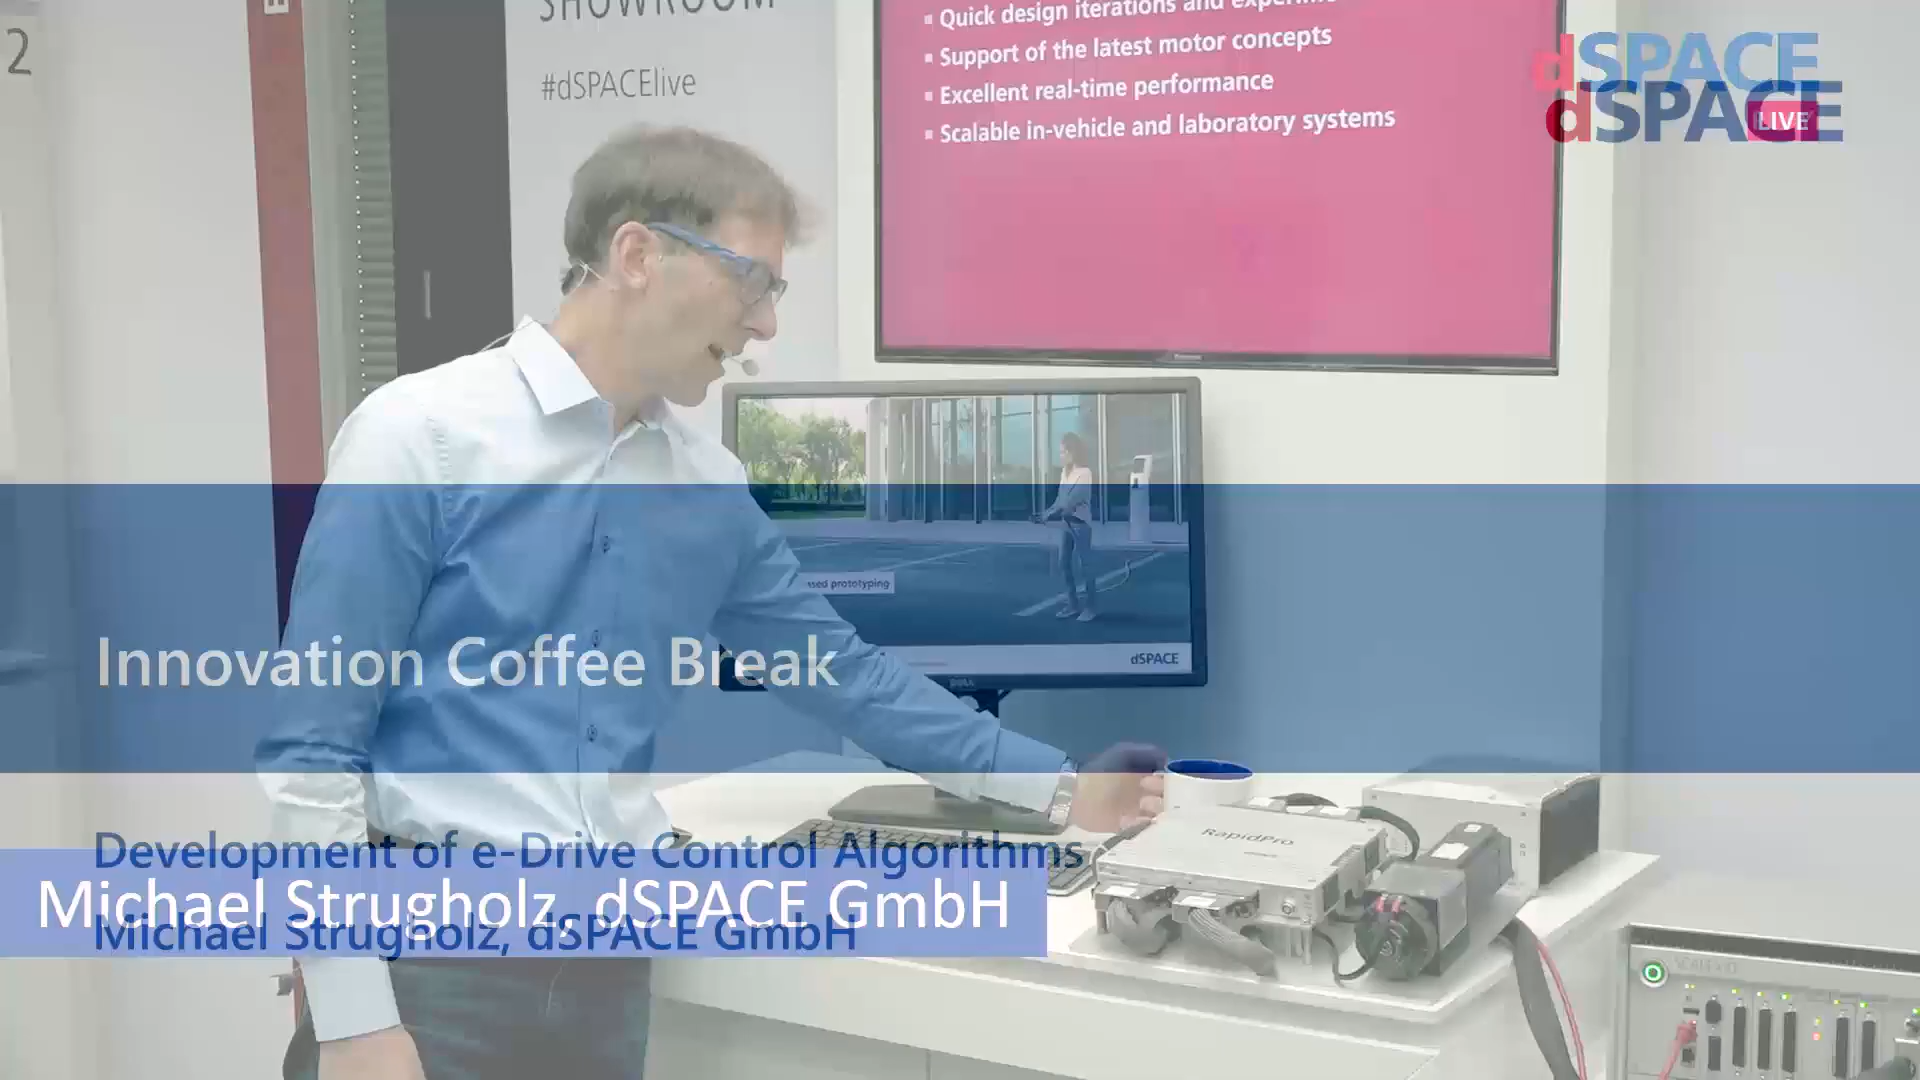 2
SHOWROOM
#dSPACElive
Quick design iterations and
Support of the latest motor concepts
Excellent real-time performance
Scalable in-vehicle and laboratory systems
dSPACE
dSPACE
LIVE
prototyping
dSPACE
DELL
Innovation Coffee Break
RapidPro
Development of e-Drive Control Algorithms
Michael Strugholz, dSPACE GmbH
Michael Strugholz, dSPACE GmbH